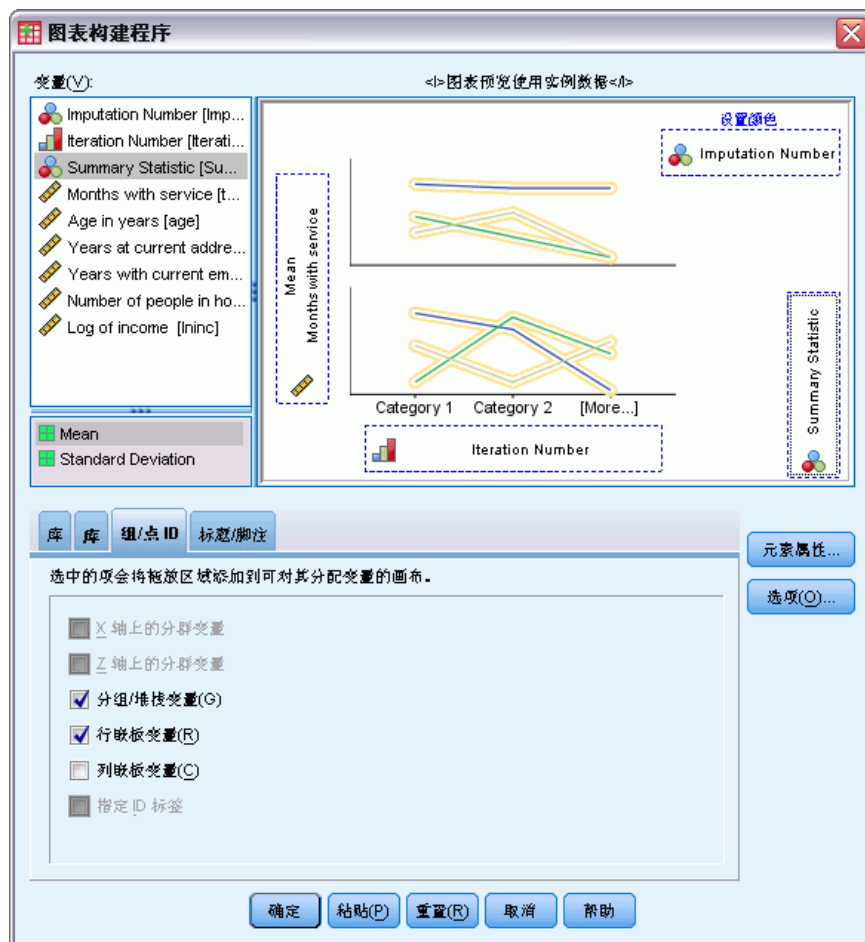 图表构建程序
变量(V):
<I>图表预览使用实例数据</I>
Imputation Number [Imp...
Iteration Number [Iterati...
Summary Statistic [Su...
Months with service [t...
Age in years [age]
Years at current addre...
Years with current em...
Number of people in ho...
Log of income [lninc]
Mean
Standard Deviation
设置颜色
Imputation Number
Mean
Months with service
Summary Statistic
Category 1 Category 2 [More...]
Iteration Number
库 库 组/点 ID 标题/脚注
选中的项会将拖放区域添加到可对其分配变量的画布。
X 轴上的分群变量
Z 轴上的分群变量
分组/堆栈变量(G)
行嵌板变量(R)
列嵌板变量(C)
指定 ID 标签
元素属性...
选项(O)...
确定 粘贴(P) 重置(R) 取消 帮助